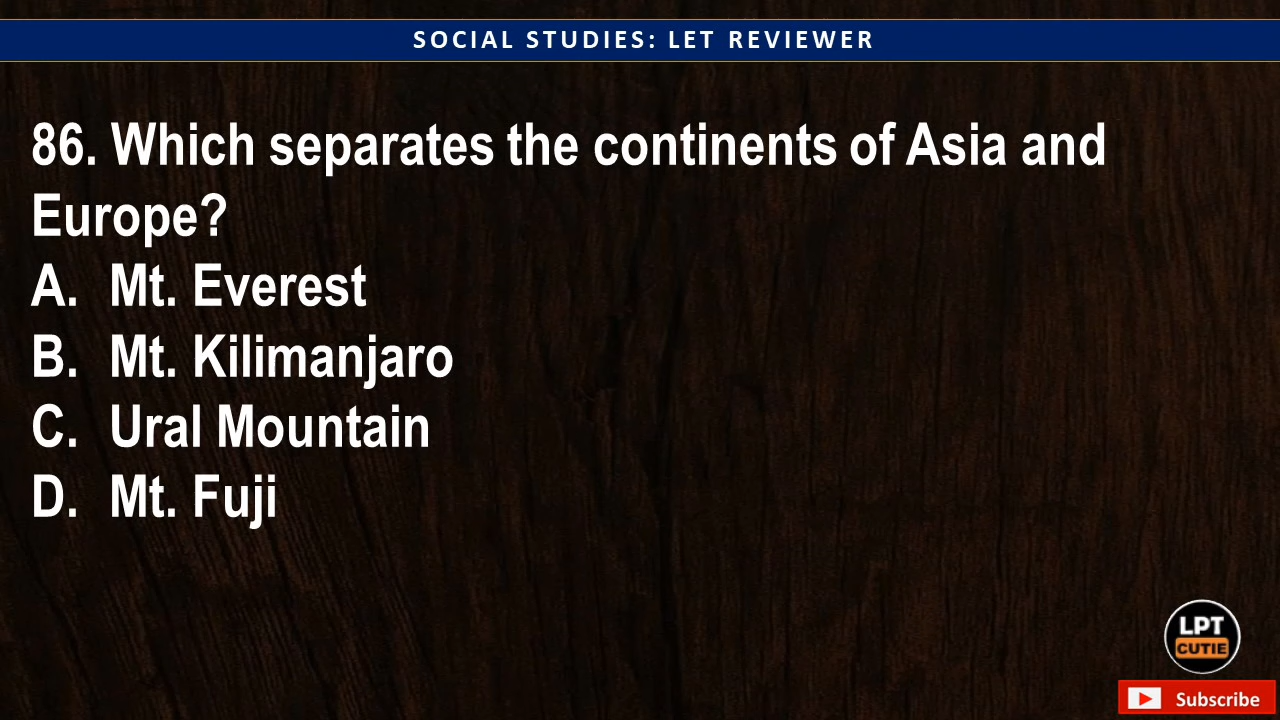 SOCIAL STUDIES: LET REVIEWER
86. Which separates the continents of Asia and
Europe?
A. Mt. Everest
B. Mt. Kilimanjaro
C. Ural Mountain
D. Mt. Fuji
LPT
CUTIE
Subscribe